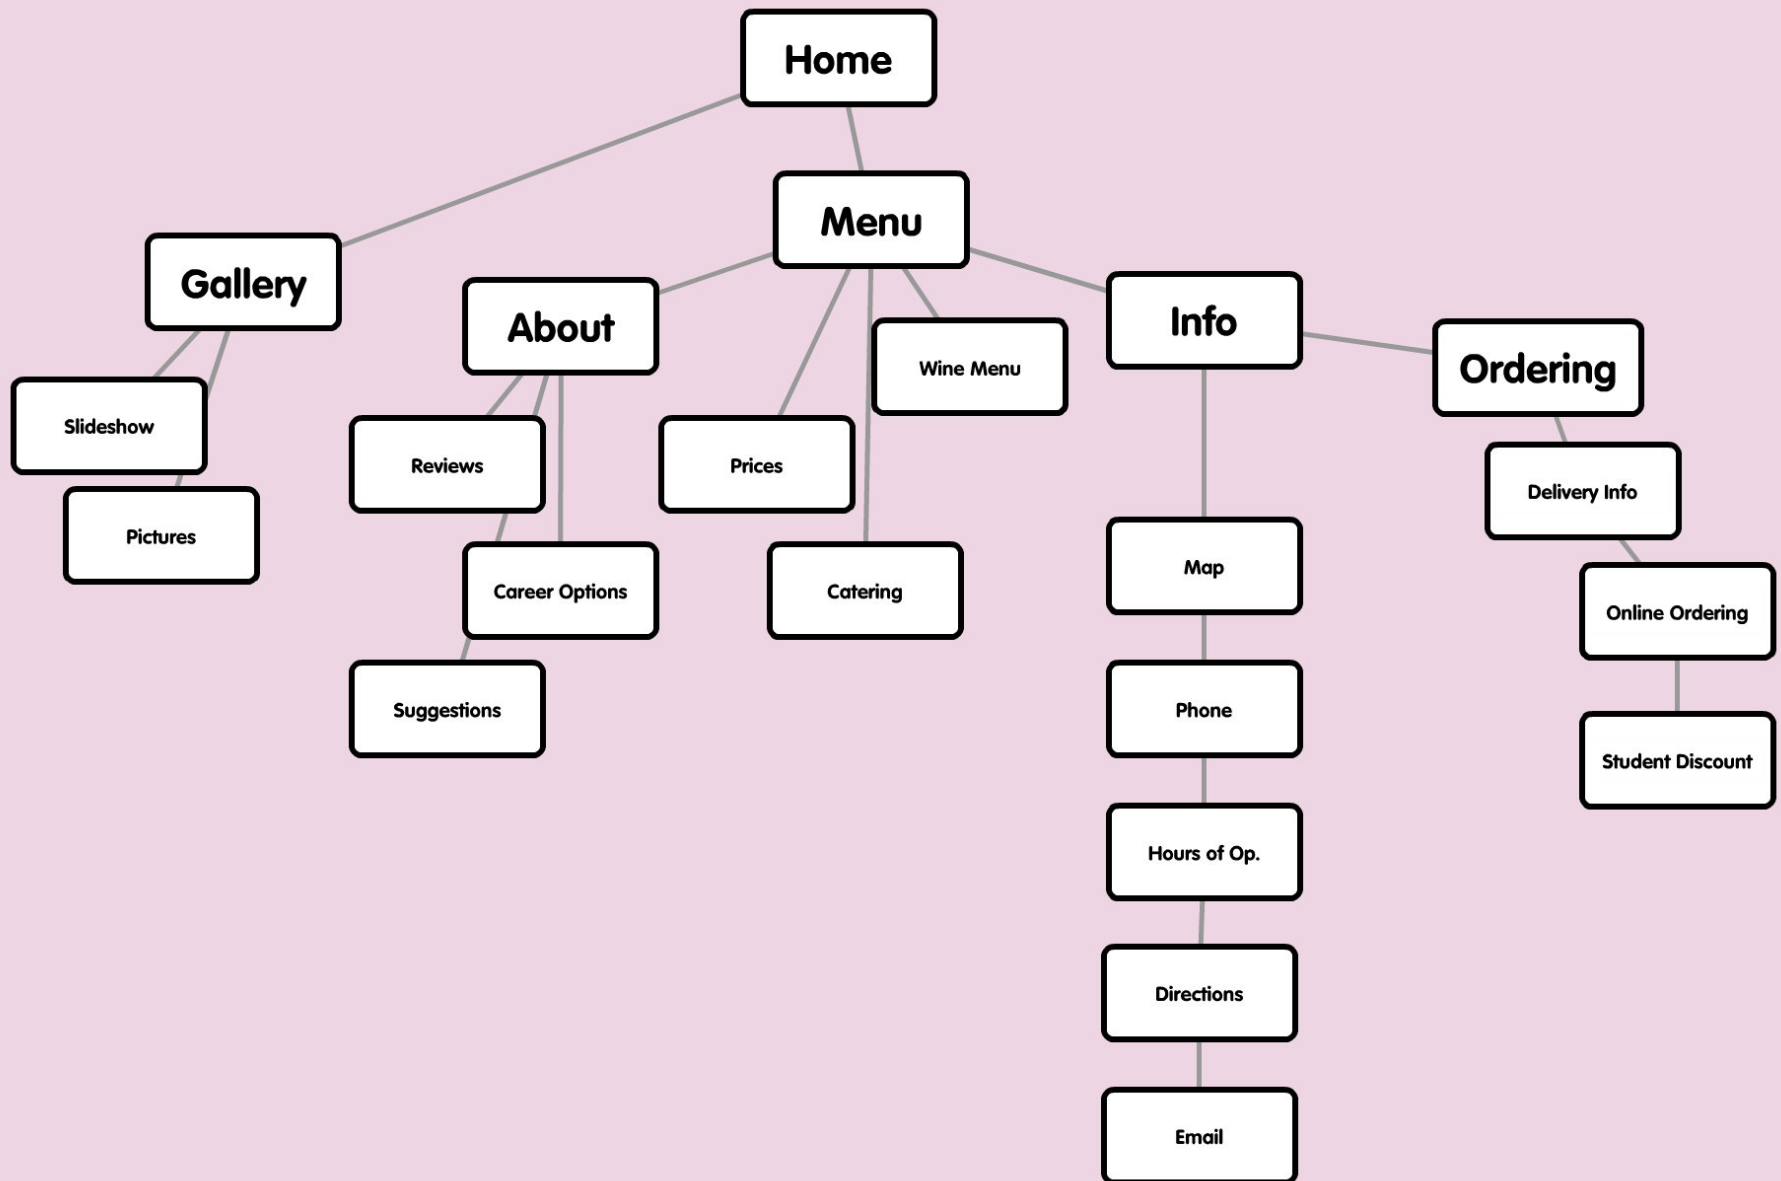 Home
Menu
Gallery
About
Info
Ordering
Wine Menu
Slideshow
Reviews
Prices
Delivery Info
Pictures
Career Options
Catering
Map
Online Ordering
Suggestions
Phone
Student Discount
Hours of Op.
Directions
Email